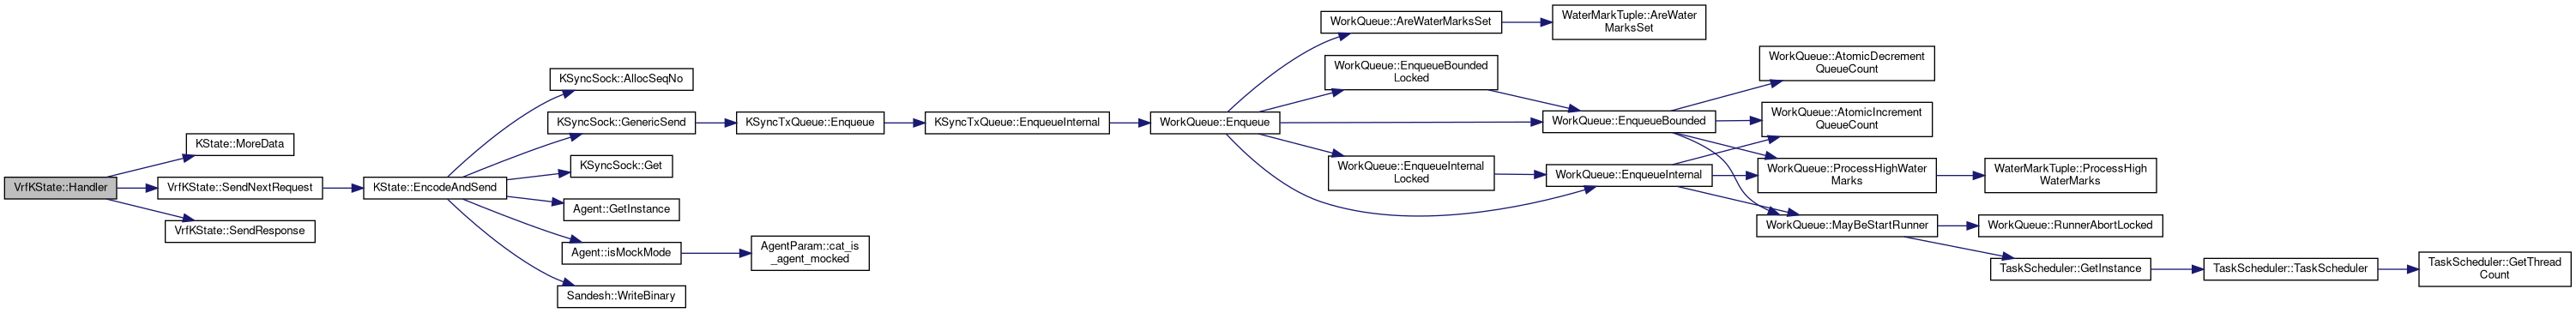 VrfKState::Handler
KState::MoreData
VrfKState::SendNextRequest
VrfKState::SendResponse
KState::EncodeAndSend
KSyncSock::AllocSeqNo
KSyncSock::GenericSend
KSyncSock::Get
Agent::GetInstance
Agent::isMockMode
Sandesh::WriteBinary
KSyncTxQueue::Enqueue
AgentParam::cat_is
_agent_mocked
KSyncTxQueue::EnqueueInternal
WorkQueue::Enqueue
WorkQueue::AreWaterMarksSet
WorkQueue::EnqueueBounded
Locked
WorkQueue::EnqueueInternal
Locked
WaterMarkTuple::AreWater
MarksSet
WorkQueue::EnqueueBounded
WorkQueue::EnqueueInternal
WorkQueue::AtomicDecrement
QueueCount
WorkQueue::AtomicIncrement
QueueCount
WorkQueue::ProcessHighWater
Marks
WorkQueue::MayBeStartRunner
WaterMarkTuple::ProcessHigh
WaterMarks
WorkQueue::RunnerAbortLocked
TaskScheduler::GetInstance
TaskScheduler::TaskScheduler
TaskScheduler::GetThread
Count